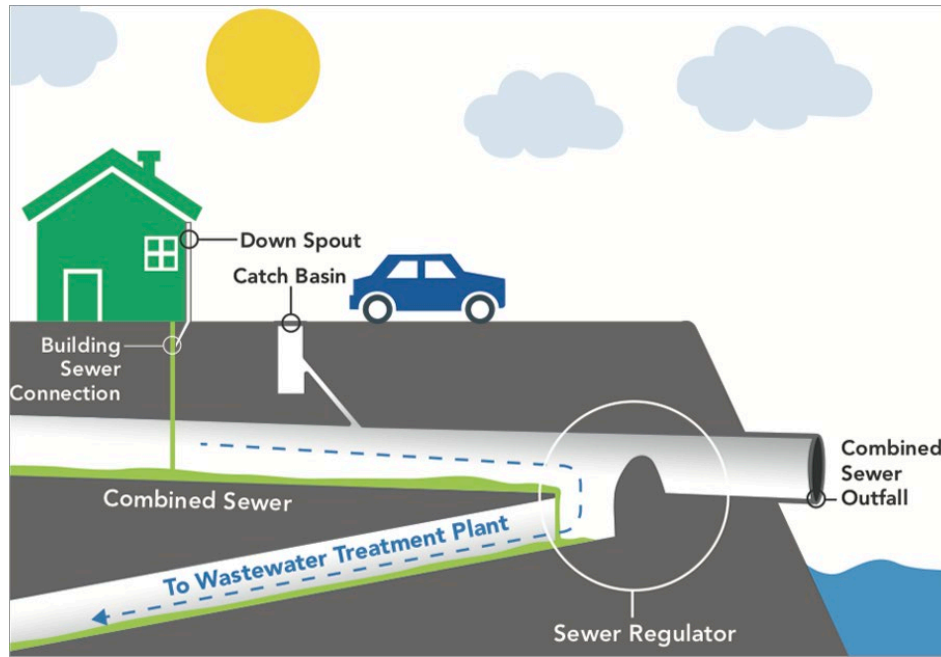 Down Spout
Catch Basin
Building
Sewer
Connection
Combined
Sewer
Outfall
Combined Sewer
To Wastewater Treatment Plant
Sewer Regulator